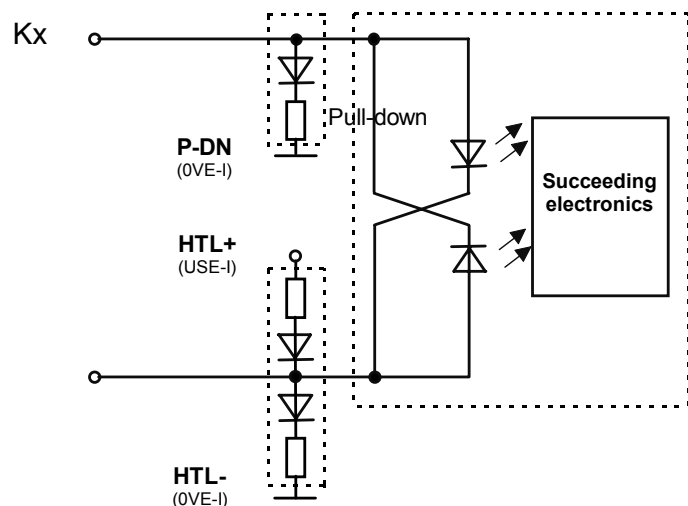 Kx
Pull-down
P-DN
(0VE-I)
Succeeding
electronics
HTL+
(USE-I)
HTL-
(0VE-I)